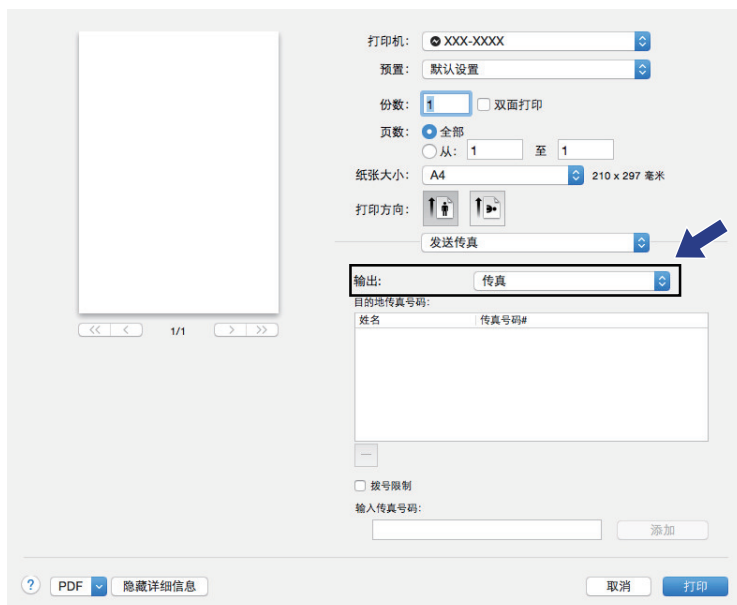 打印机: XXX-XXXX
预置: 默认设置
份数: 1 双面打印
页数: 全部
从: 1 至 1
纸张大小: A4 210 x 297 毫米
打印方向:
发送传真
输出: 传真
目的地传真号码:
姓名 传真号码#
1/1
拨号限制
输入传真号码:
添加
? PDF 隐藏详细信息 取消 打印